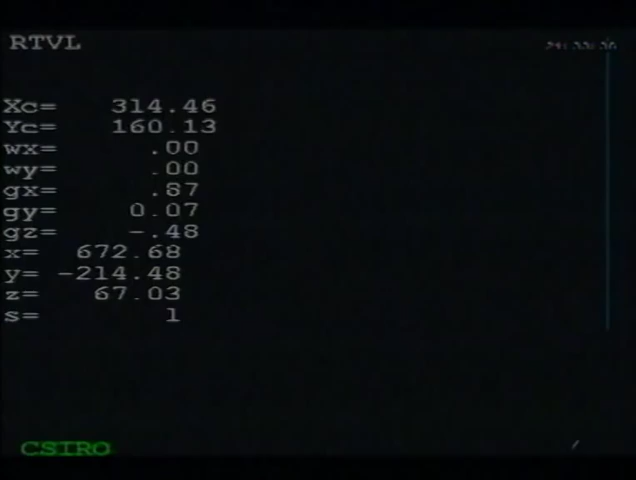 RTVL
Xc= 314.46
Yc= 160.13
wx= .00
wy= .00
gx= .87
gy= 0.07
gz= -.48
x= 672.68
y= -214.48
z= 67.03
s= 1
CSIRO